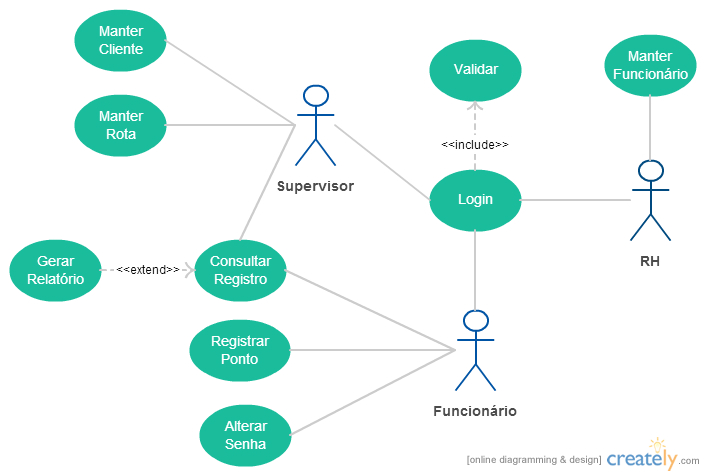 Manter
Cliente
Validar
Manter
Funcionário
Manter
Rota
<<include>>
Supervisor
Login
Gerar
Relatório
<<extend>>
Consultar
Registro
RH
Registrar
Ponto
Funcionário
Alterar
Senha
[online diagramming & design] creately.com